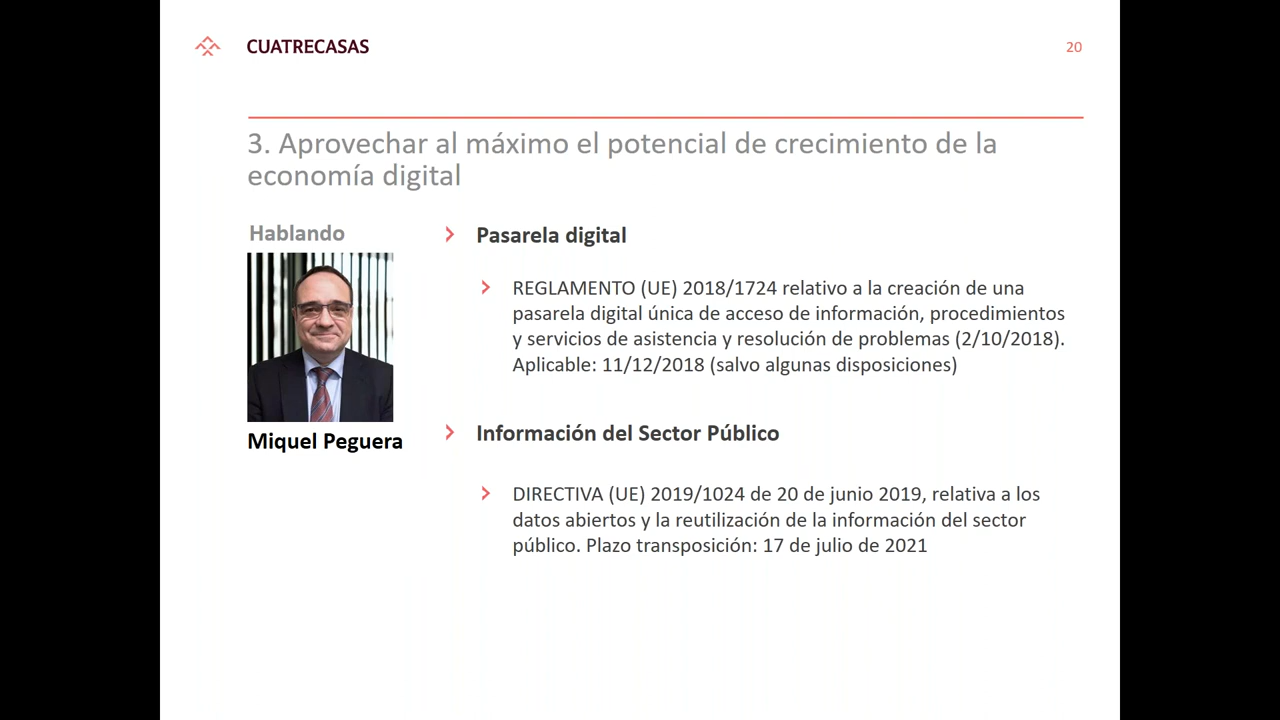 CUATRECASAS
20
3. Aprovechar al máximo el potencial de crecimiento de la
economía digital
Hablando
Miquel Peguera
Pasarela digital
REGLAMENTO (UE) 2018/1724 relativo a la creación de una
pasarela digital única de acceso de información, procedimientos
y servicios de asistencia y resolución de problemas (2/10/2018).
Aplicable: 11/12/2018 (salvo algunas disposiciones)
Información del Sector Público
DIRECTIVA (UE) 2019/1024 de 20 de junio 2019, relativa a los
datos abiertos y la reutilización de la información del sector
público. Plazo transposición: 17 de julio de 2021